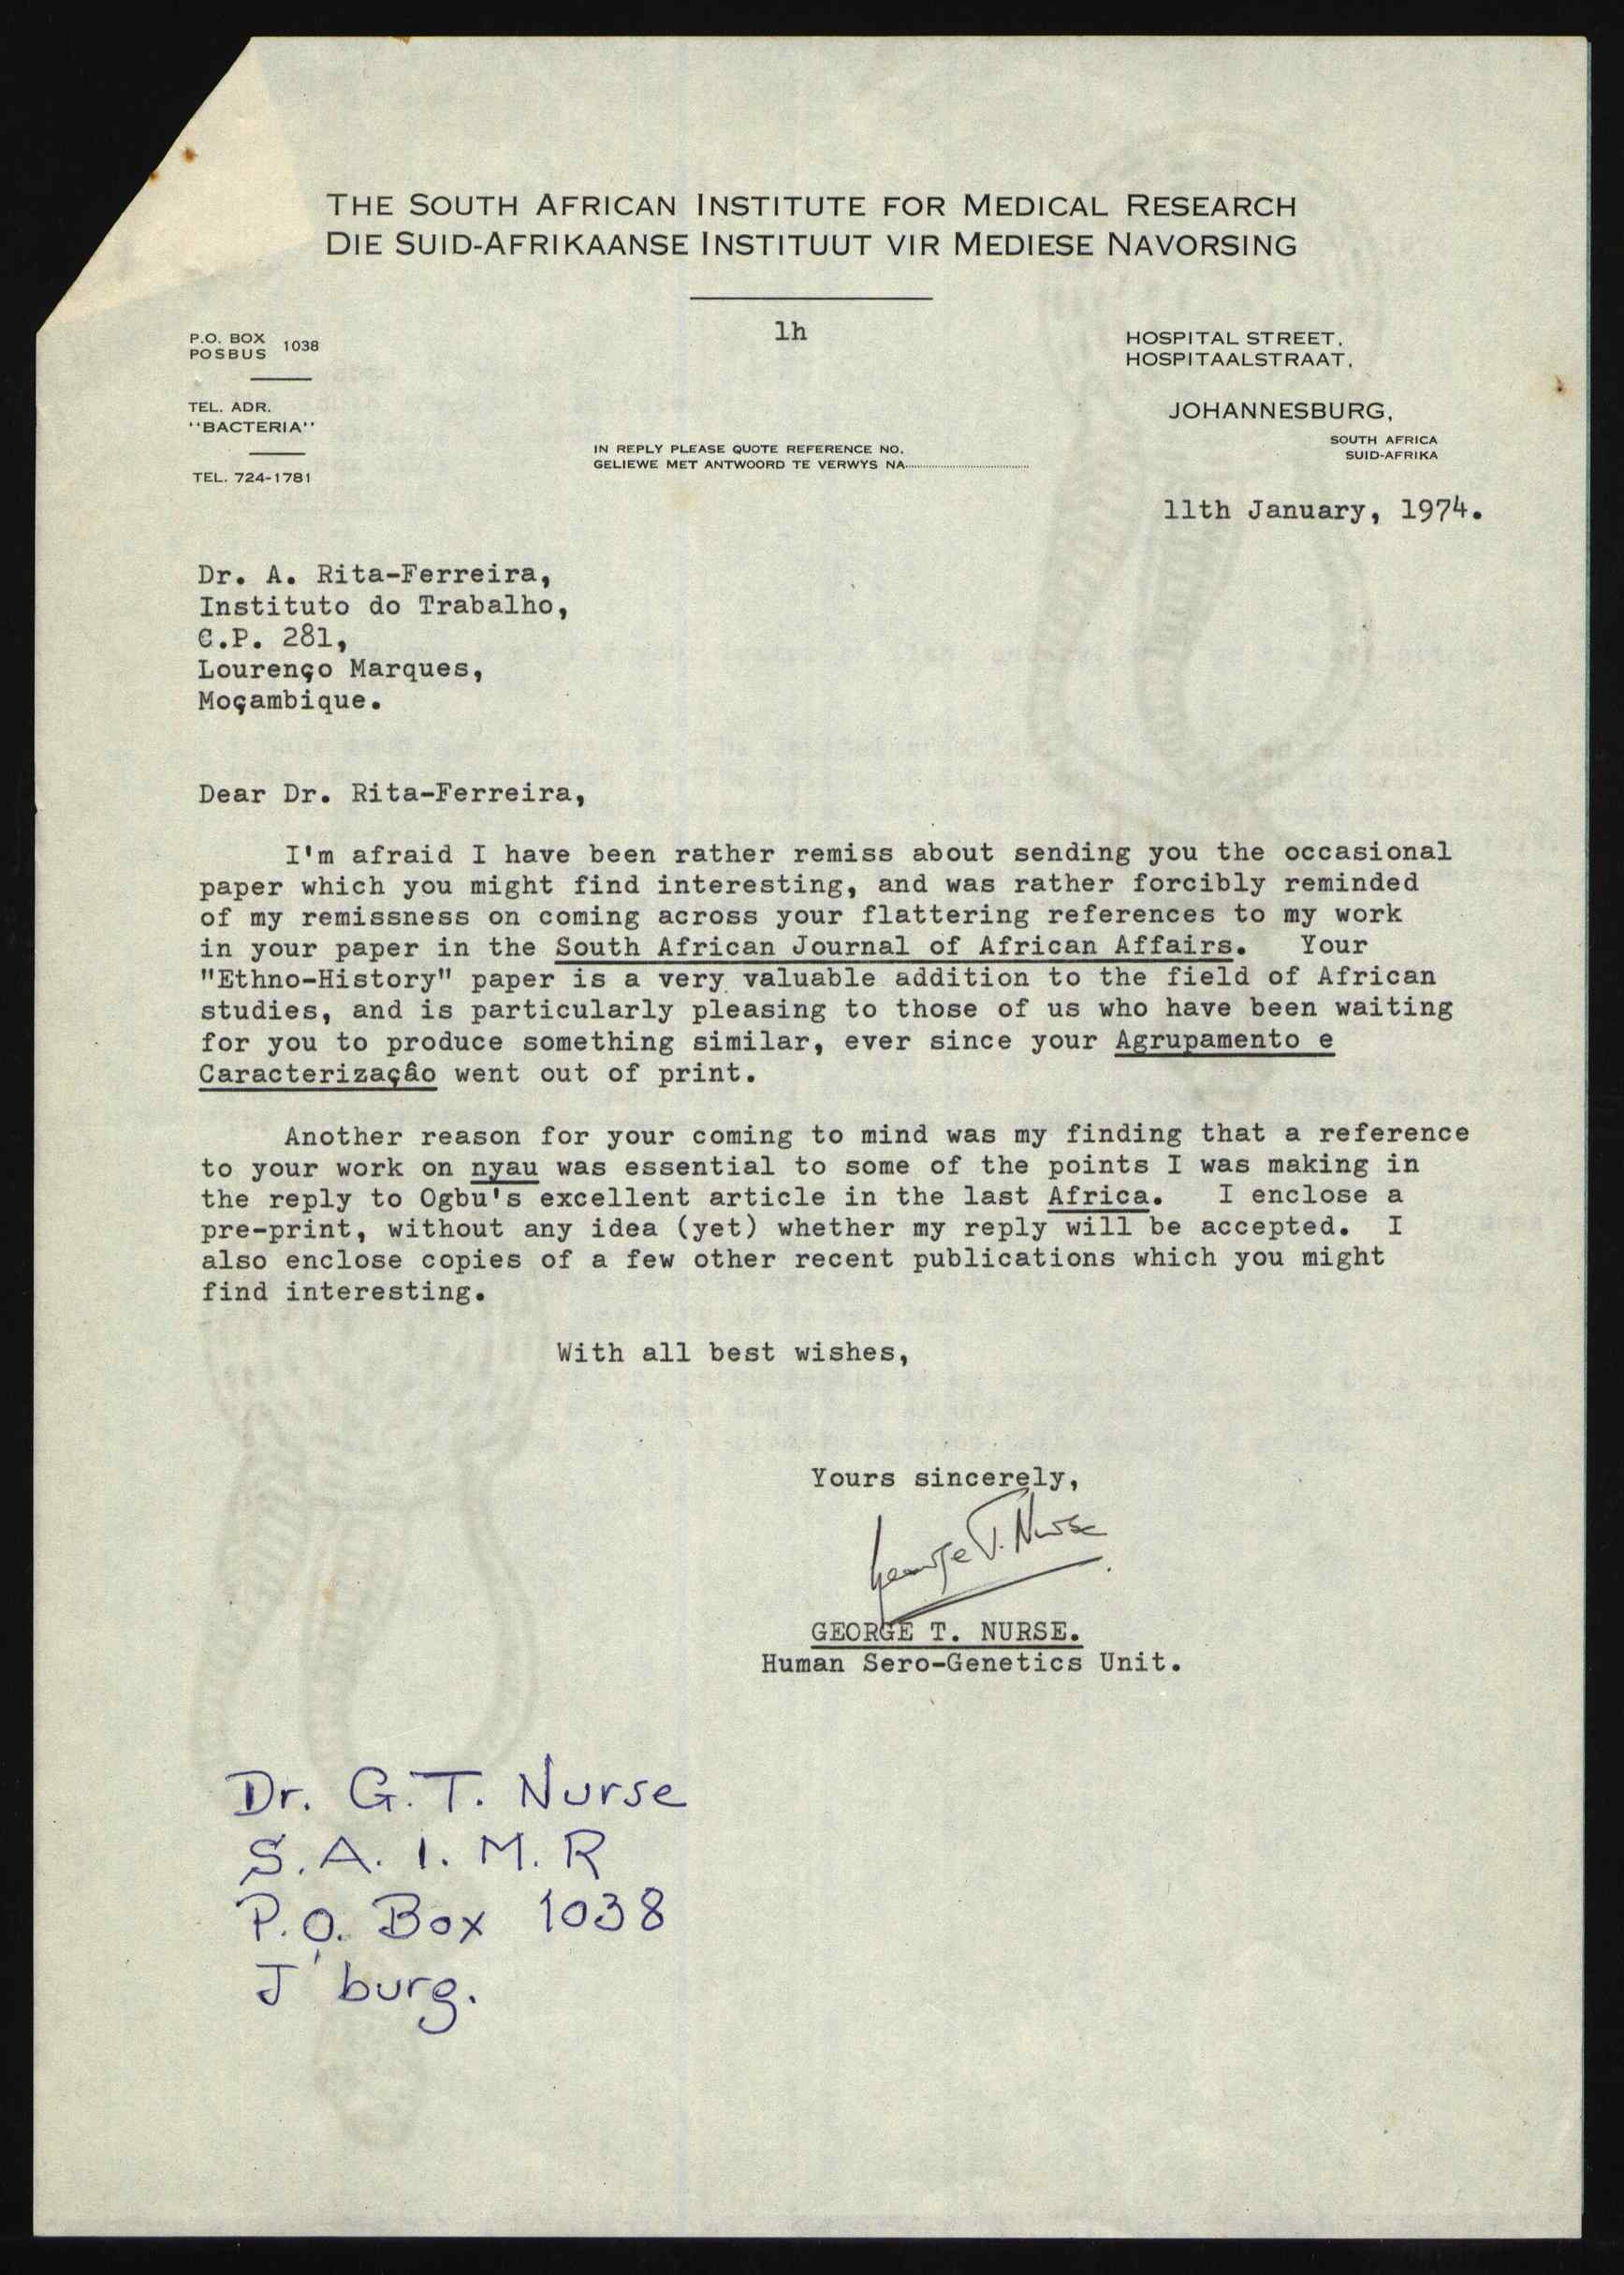 THE SOUTH AFRICAN INSTITUTE FOR MEDICAL RESEARCH
DIE SUID-AFRIKAANSE INSTITUUT VIR MEDIESE NAVORSING
P.O. BOX 1038
POSBUS
TEL. ADR.
"BACTERIA"
TEL. 724-1781
lh
IN REPLY PLEASE QUOTE REFERENCE NO.
GELIEWE MET ANTWOORD TE VERWYS NA
HOSPITAL STREET,
HOSPITAALSTRAAT,
JOHANNESBURG,
SOUTH AFRICA
SUID-AFRIKA
11th January, 1974.
Dr. A. Rita-Ferreira,
Instituto do Trabalho,
C.P. 281,
Lourenço Marques,
Moçambique.
Dear Dr. Rita-Ferreira,
I'm afraid I have been rather remiss about sending you the occasional
paper which you might find interesting, and was rather forcibly reminded
of my remissness on coming across your flattering references to my work
in your paper in the South African Journal of African Affairs. Your
"Ethno-History" paper is a very valuable addition to the field of African
studies, and is particularly pleasing to those of us who have been waiting
for you to produce something similar, ever since your Agrupamento e
Caracterizaçâo went out of print.
Another reason for your coming to mind was my finding that a reference
to your work on nyau was essential to some of the points I was making in
the reply to Ogbu's excellent article in the last Africa. I enclose a
pre-print, without any idea (yet) whether my reply will be accepted. I
also enclose copies of a few other recent publications which you might
find interesting.
With all best wishes,
Yours sincerely,
George T. Nurse
GEORGE T. NURSE.
Human Sero-Genetics Unit.
Dr. G.T. Nurse
S.A.I.M.R
P.O. Box 1038
J'burg.